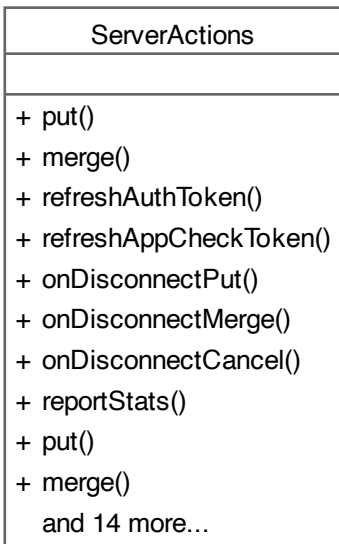 ServerActions
+ put()
+ merge()
+ refreshAuthToken()
+ refreshAppCheckToken()
+ onDisconnectPut()
+ onDisconnectMerge()
+ onDisconnectCancel()
+ reportStats()
+ put()
+ merge()
and 14 more...